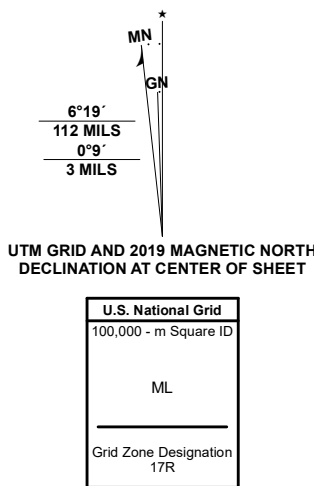 ★
MN
GN
6°19´
112 MILS
0°9´
3 MILS
UTM GRID AND 2019 MAGNETIC NORTH
DECLINATION AT CENTER OF SHEET
U.S. National Grid
100,000 - m Square ID
ML
Grid Zone Designation
17R